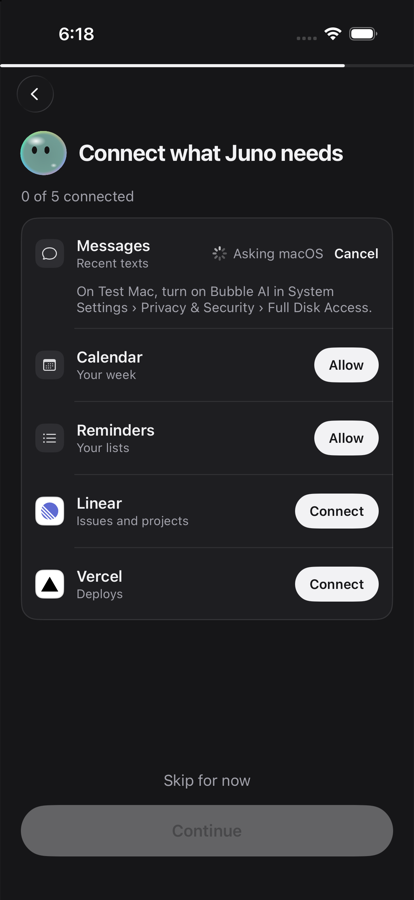 6:18
Connect what Juno needs
0 of 5 connected
Messages
Recent texts
Asking macOS
Cancel
On Test Mac, turn on Bubble AI in System
Settings › Privacy & Security › Full Disk Access.
Calendar
Your week
Allow
Reminders
Your lists
Allow
Linear
Issues and projects
Connect
Vercel
Deploys
Connect
Skip for now
Continue